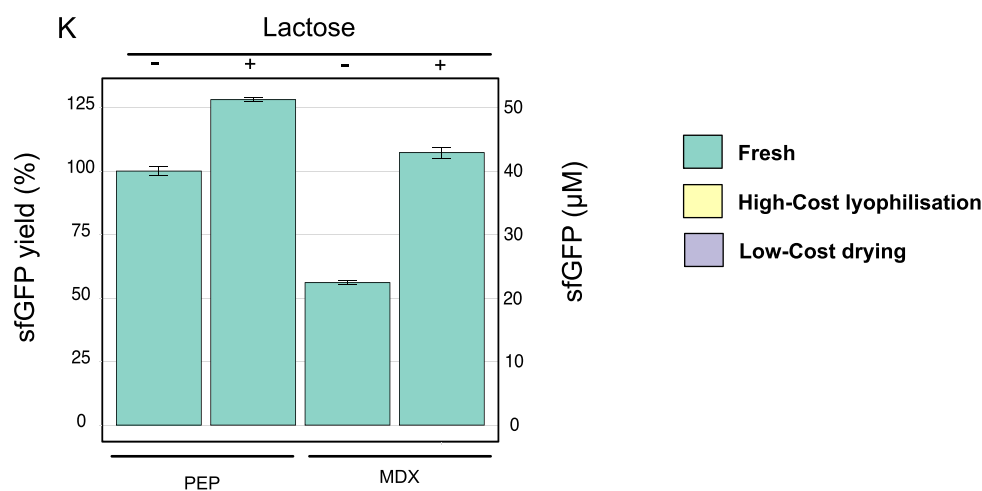 K
Lactose
- + - +
125
100
75
50
25
0
sfGFP yield (%)
50
40
30
20
10
0
sfGFP (µM)
PEP
MDX
Fresh
High-Cost lyophilisation
Low-Cost drying